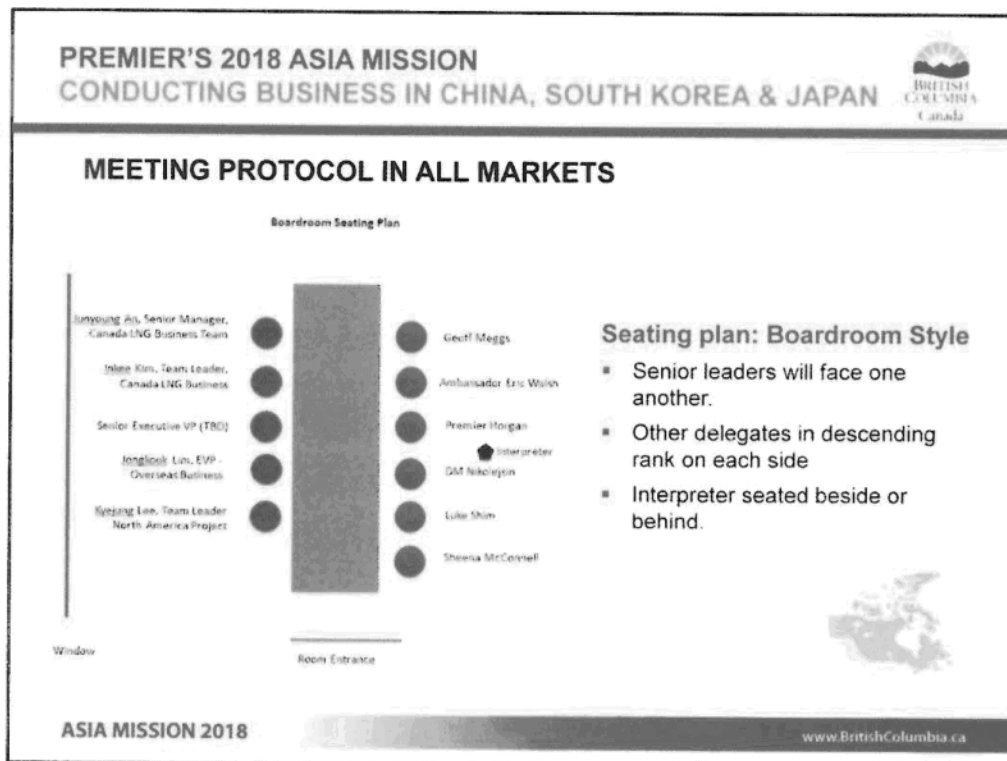 PREMIER'S 2018 ASIA MISSION
CONDUCTING BUSINESS IN CHINA, SOUTH KOREA & JAPAN
BRITISH
COLUMBIA
Canada
MEETING PROTOCOL IN ALL MARKETS
Boardroom Seating Plan
Junyoung An, Senior Manager,
Canada LNG Business Team
Inkee Kim, Team Leader,
Canada LNG Business
Senior Executive VP (TBD)
Jongkook Lim, EVP -
Overseas Business
Kyejung Lee, Team Leader
North America Project
Geoff Meggs
Ambassador Eric Walsh
Premier Horgan
Interpreter
DM Nikolejsin
Luke Shim
Sheena McConnell
Window
Room Entrance
Seating plan: Boardroom Style
Senior leaders will face one
another.
Other delegates in descending
rank on each side
Interpreter seated beside or
behind.
ASIA MISSION 2018
www.BritishColumbia.ca